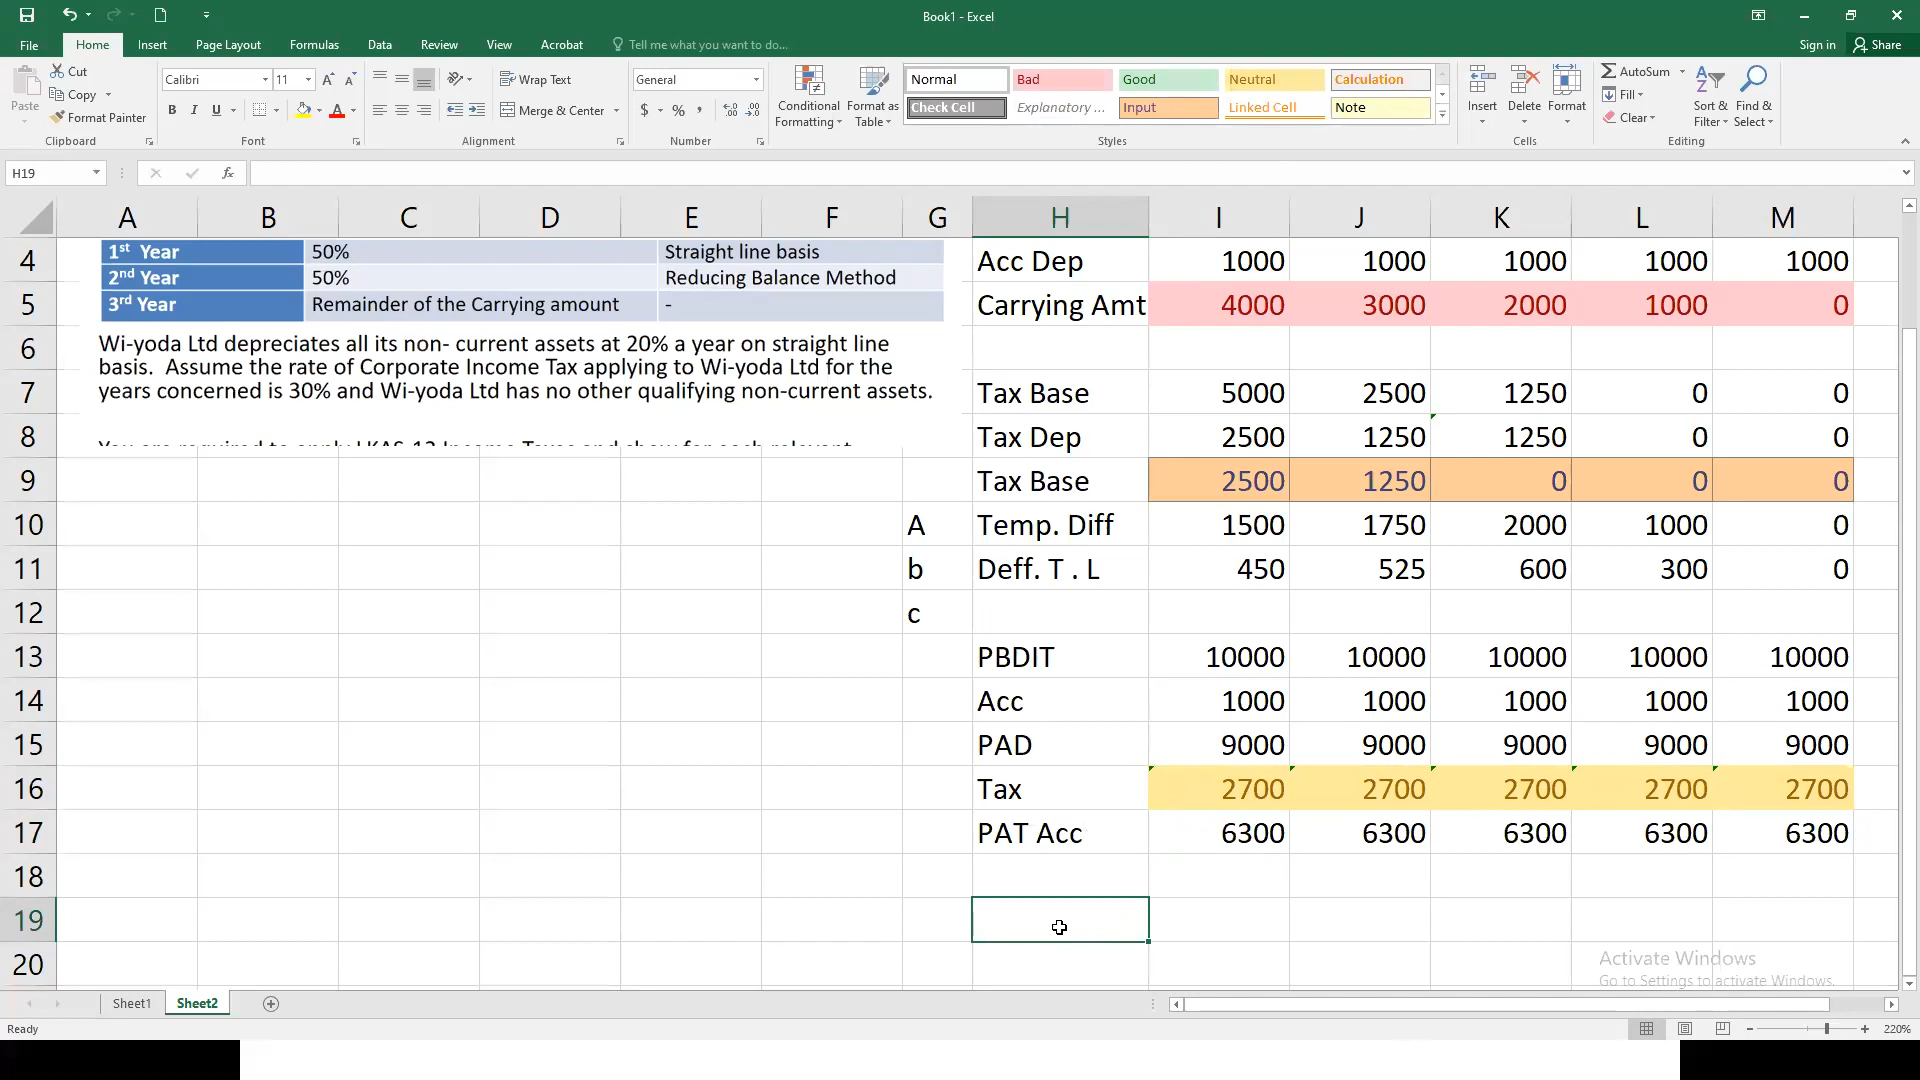 Book1 - Excel
File Home Insert Page Layout Formulas Data Review View Acrobat Tell me what you want to do... Sign in Share
Paste Cut Copy Format Painter
Calibri 11
B I U
Wrap Text
Merge & Center
General
$ %
Conditional Formatting
Format as Table
Normal Bad Good Neutral Calculation
Check Cell Explanatory ... Input Linked Cell Note
Insert Delete Format
AutoSum
Fill
Clear
Sort & Filter
Find & Select
Clipboard Font Alignment Number Styles Cells Editing
H19 fx
A B C D E F G H I J K L M
4 1st Year 50% Straight line basis Acc Dep 1000 1000 1000 1000 1000
2nd Year 50% Reducing Balance Method
5 3rd Year Remainder of the Carrying amount - Carrying Amt 4000 3000 2000 1000 0
6 Wi-yoda Ltd depreciates all its non- current assets at 20% a year on straight line
basis. Assume the rate of Corporate Income Tax applying to Wi-yoda Ltd for the
7 years concerned is 30% and Wi-yoda Ltd has no other qualifying non-current assets. Tax Base 5000 2500 1250 0 0
8 Tax Dep 2500 1250 1250 0 0
9 Tax Base 2500 1250 0 0 0
10 A Temp. Diff 1500 1750 2000 1000 0
11 b Deff. T . L 450 525 600 300 0
12 c
13 PBDIT 10000 10000 10000 10000 10000
14 Acc 1000 1000 1000 1000 1000
15 PAD 9000 9000 9000 9000 9000
16 Tax 2700 2700 2700 2700 2700
17 PAT Acc 6300 6300 6300 6300 6300
18
19
20
Activate Windows
Go to Settings to activate Windows.
Sheet1 Sheet2
Ready 220%